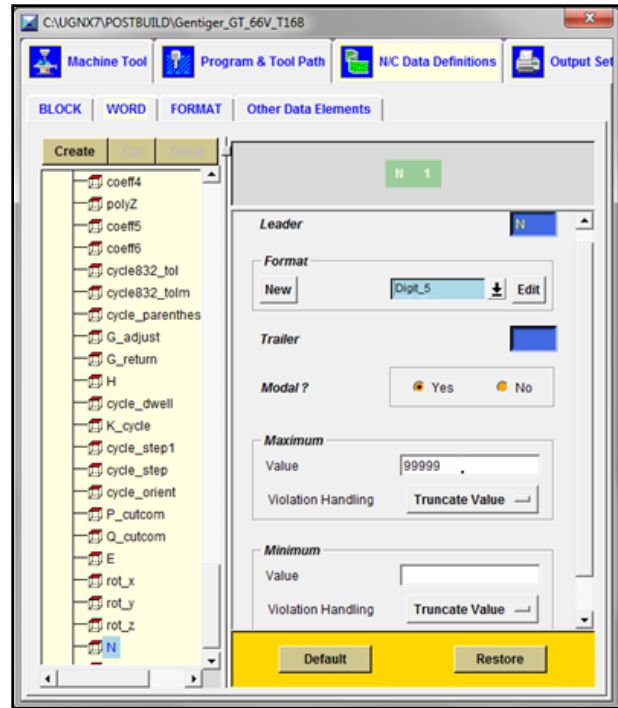 C:\UGNX7\POSTBUILD\Gentiger_GT_66V_T16B
Machine Tool Program & Tool Path N/C Data Definitions Output Set
BLOCK WORD FORMAT Other Data Elements
Create Cut Paste
coeff4
polyZ
coeff5
coeff6
cycle832_tol
cycle832_tolm
cycle_parenthes
G_adjust
G_return
H
cycle_dwell
K_cycle
cycle_step1
cycle_step
cycle_orient
P_cutcom
Q_cutcom
E
rot_x
rot_y
rot_z
N
N 1
Leader N
Format
New Digit_5 Edit
Trailer
Modal ? Yes No
Maximum
Value 99999 .
Violation Handling Truncate Value
Minimum
Value
Violation Handling Truncate Value
Default Restore